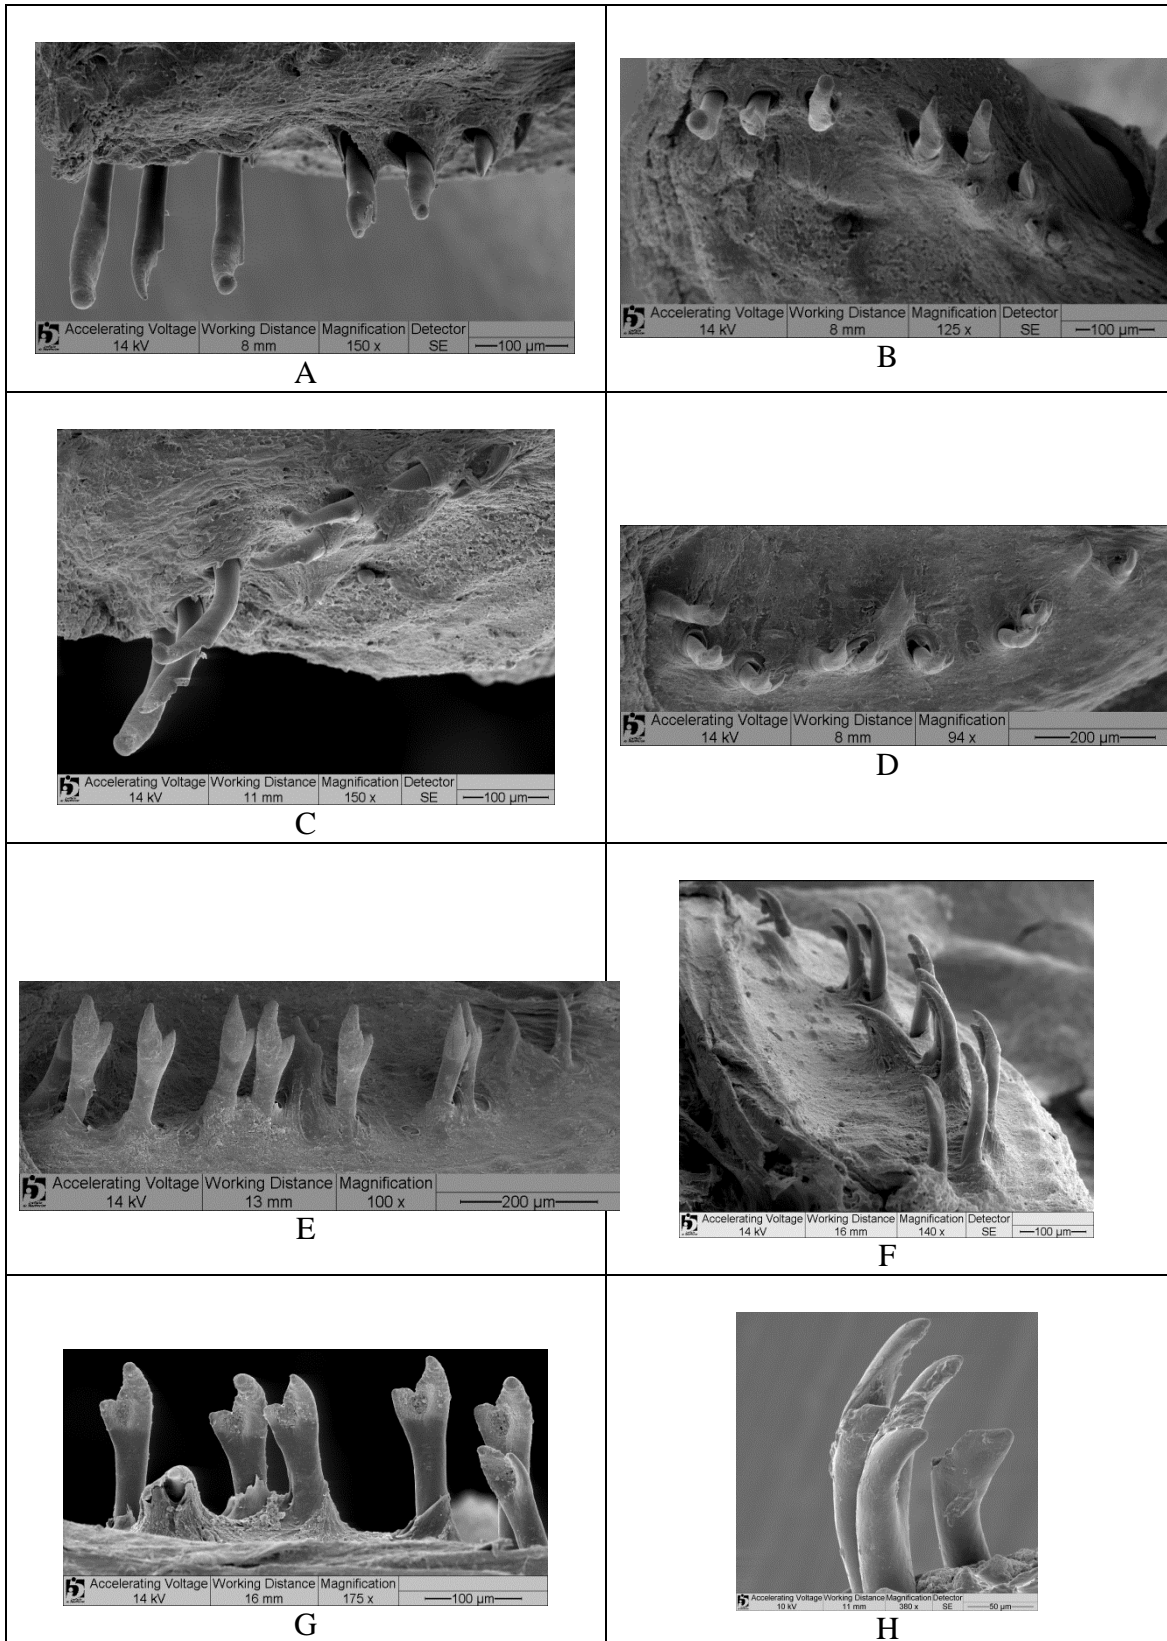 Accelerating Voltage Working Distance Magnification Detector
14 kV 8 mm 150 x SE 100 µm
A
Accelerating Voltage Working Distance Magnification Detector
14 kV 8 mm 125 x SE 100 µm
B
Accelerating Voltage Working Distance Magnification Detector
14 kV 11 mm 150 x SE 100 µm
C
Accelerating Voltage Working Distance Magnification
14 kV 8 mm 94 x 200 µm
D
Accelerating Voltage Working Distance Magnification
14 kV 13 mm 100 x 200 µm
E
Accelerating Voltage Working Distance Magnification Detector
14 kV 16 mm 140 x SE 100 µm
F
Accelerating Voltage Working Distance Magnification
14 kV 16 mm 175 x 100 µm
G
Accelerating Voltage Working Distance Magnification Detector
10 kV 11 mm 380 x SE 50 µm
H